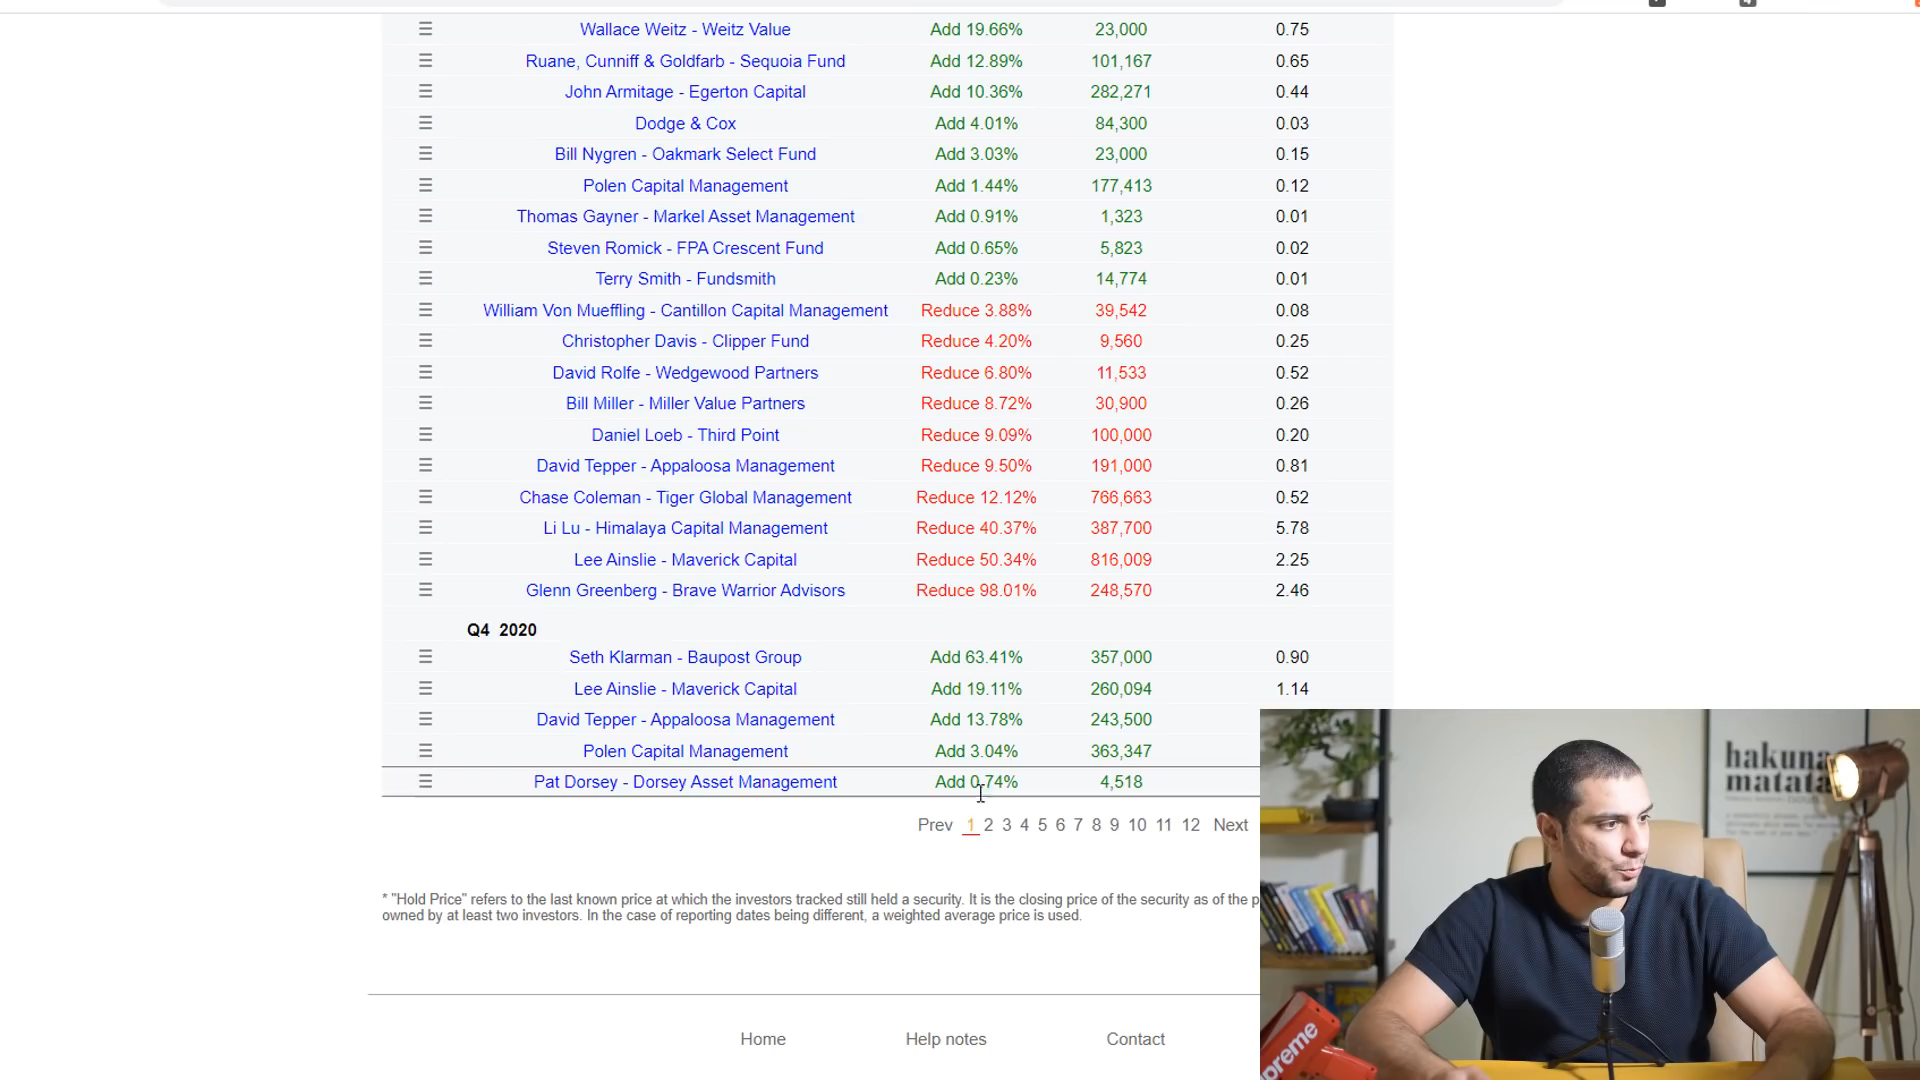 Wallace Weitz - Weitz Value Add 19.66% 23,000 0.75
Ruane, Cunniff & Goldfarb - Sequoia Fund Add 12.89% 101,167 0.65
John Armitage - Egerton Capital Add 10.36% 282,271 0.44
Dodge & Cox Add 4.01% 84,300 0.03
Bill Nygren - Oakmark Select Fund Add 3.03% 23,000 0.15
Polen Capital Management Add 1.44% 177,413 0.12
Thomas Gayner - Markel Asset Management Add 0.91% 1,323 0.01
Steven Romick - FPA Crescent Fund Add 0.65% 5,823 0.02
Terry Smith - Fundsmith Add 0.23% 14,774 0.01
William Von Mueffling - Cantillon Capital Management Reduce 3.88% 39,542 0.08
Christopher Davis - Clipper Fund Reduce 4.20% 9,560 0.25
David Rolfe - Wedgewood Partners Reduce 6.80% 11,533 0.52
Bill Miller - Miller Value Partners Reduce 8.72% 30,900 0.26
Daniel Loeb - Third Point Reduce 9.09% 100,000 0.20
David Tepper - Appaloosa Management Reduce 9.50% 191,000 0.81
Chase Coleman - Tiger Global Management Reduce 12.12% 766,663 0.52
Li Lu - Himalaya Capital Management Reduce 40.37% 387,700 5.78
Lee Ainslie - Maverick Capital Reduce 50.34% 816,009 2.25
Glenn Greenberg - Brave Warrior Advisors Reduce 98.01% 248,570 2.46
Q4 2020
Seth Klarman - Baupost Group Add 63.41% 357,000 0.90
Lee Ainslie - Maverick Capital Add 19.11% 260,094 1.14
David Tepper - Appaloosa Management Add 13.78% 243,500
Polen Capital Management Add 3.04% 363,347
Pat Dorsey - Dorsey Asset Management Add 0.74% 4,518
Prev 1 2 3 4 5 6 7 8 9 10 11 12 Next
* "Hold Price" refers to the last known price at which the investors tracked still held a security. It is the closing price of the security as of the p
owned by at least two investors. In the case of reporting dates being different, a weighted average price is used.
Home Help notes Contact
hakuna
matata
preme